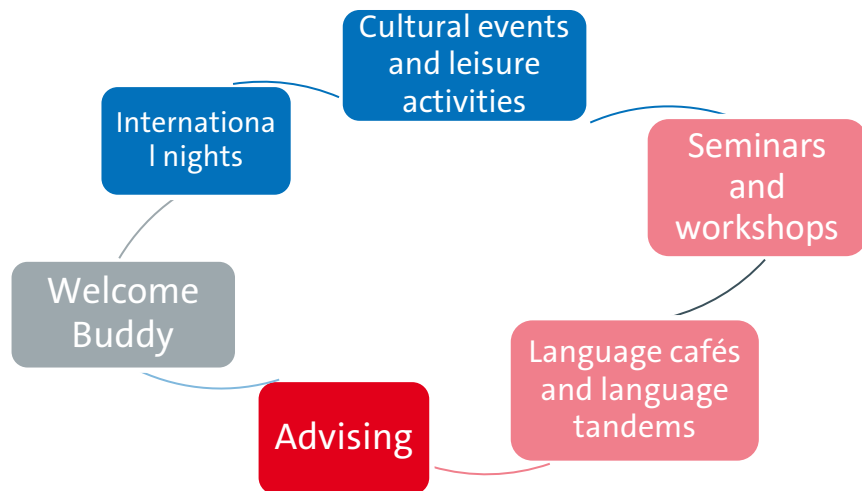 Cultural events
and leisure
activities
Internationa
l nights
Seminars
and
workshops
Welcome
Buddy
Language cafés
and language
tandems
Advising